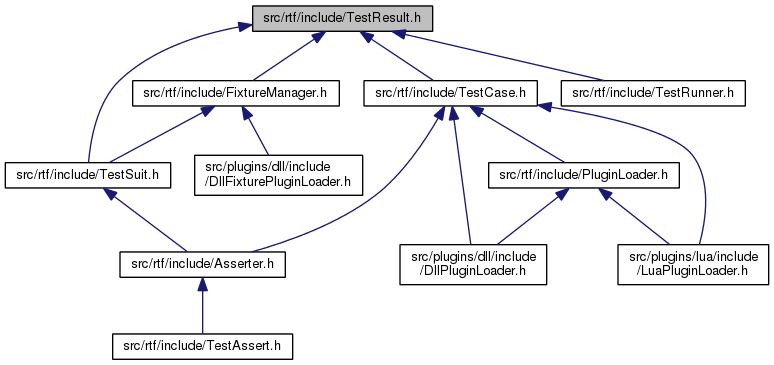 src/rtf/include/TestResult.h
src/rtf/include/FixtureManager.h
src/rtf/include/TestCase.h
src/rtf/include/TestRunner.h
src/rtf/include/TestSuit.h
src/plugins/dll/include
/DllFixturePluginLoader.h
src/rtf/include/PluginLoader.h
src/rtf/include/Asserter.h
src/plugins/dll/include
/DllPluginLoader.h
src/plugins/lua/include
/LuaPluginLoader.h
src/rtf/include/TestAssert.h